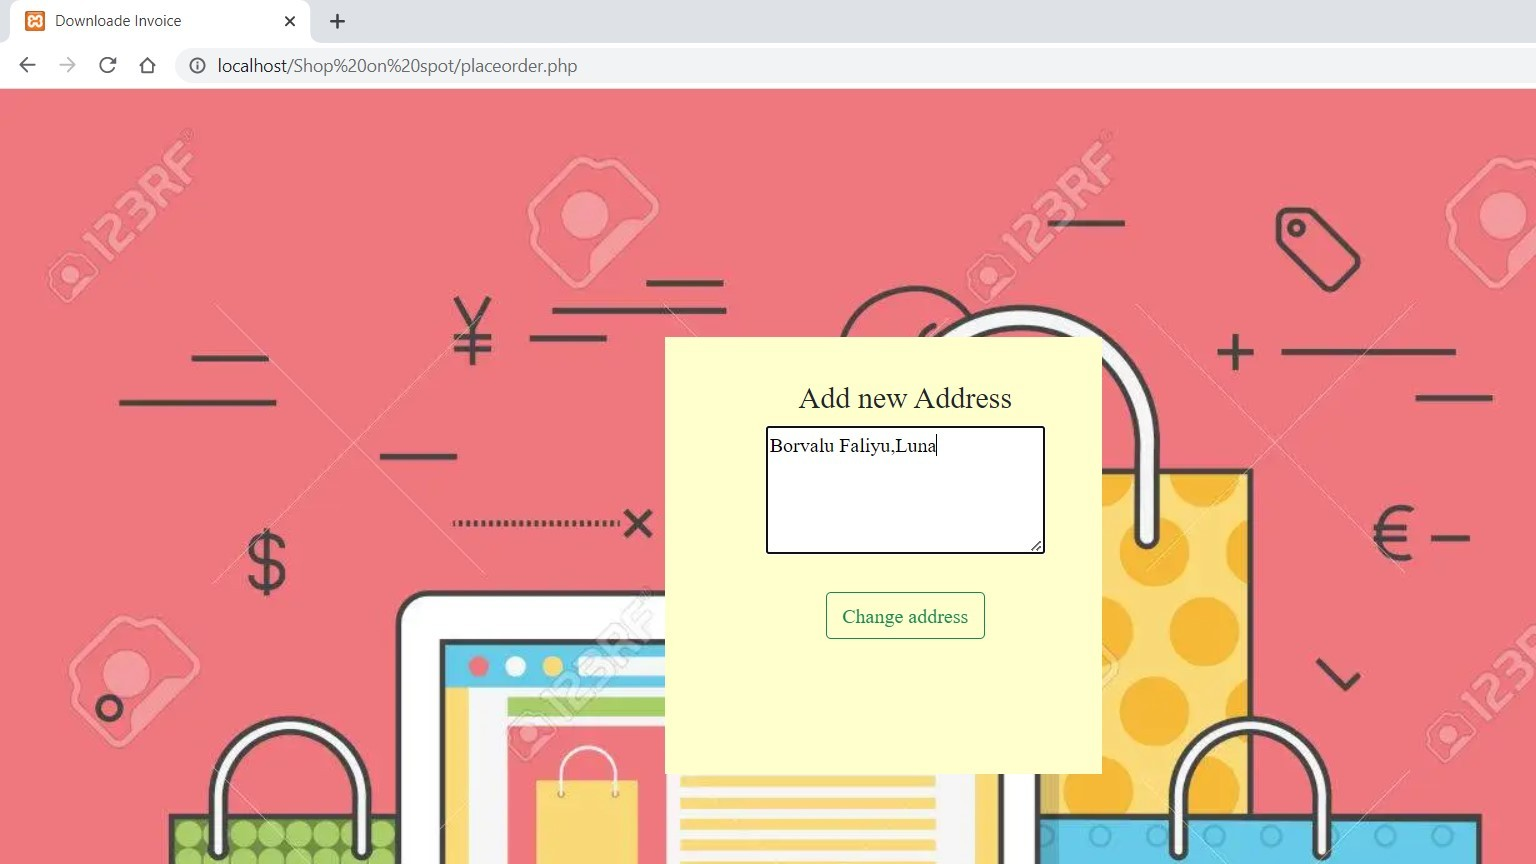 Downloade Invoice
localhost/Shop%20on%20spot/placeorder.php
123RF
123RF
¥
+
Add new Address
Borvalu Faliyu,Luna
$
€
Change address
123RF
123RF